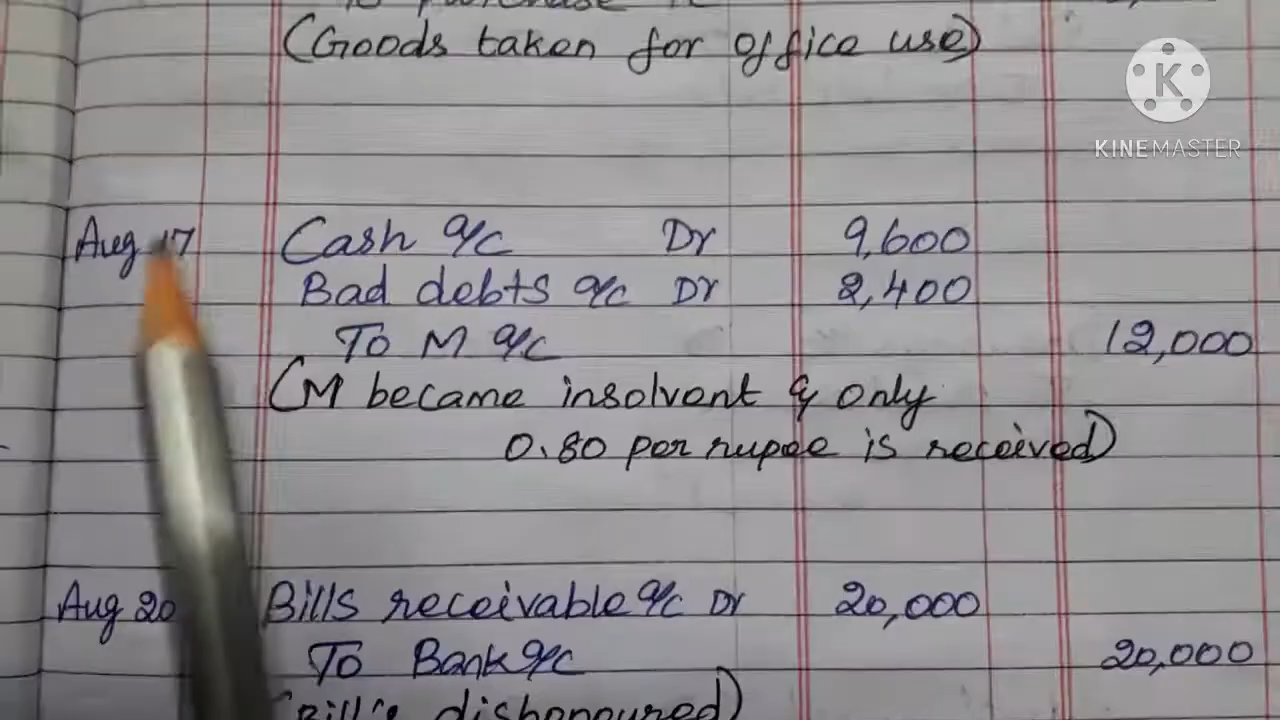 (Goods taken for office use)
K
KINEMASTER
Aug 17 Cash a/c Dr 9,600
Bad debts a/c Dr 2,400
To M a/c 12,000
(M became insolvent & only
0.80 per rupee is received)
Aug 20 Bills receivable a/c Dr 20,000
To Bank a/c 20,000
dishonoured)